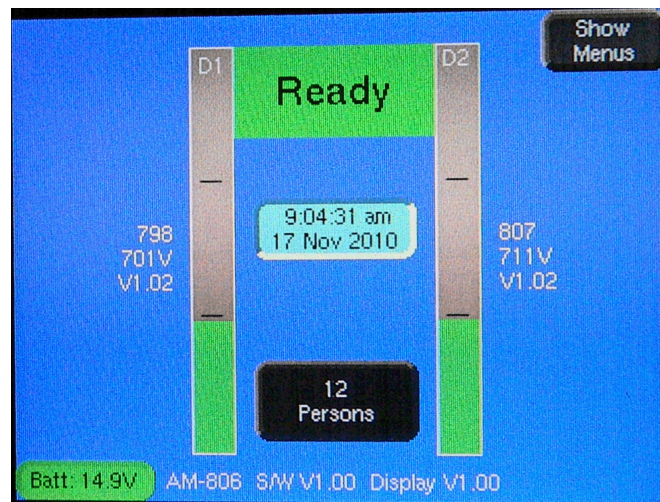 Show
Menus
D1
D2
Ready
9:04:31 am
17 Nov 2010
798
701V
V1.02
807
711V
V1.02
12
Persons
Batt: 14.9V AM-806 S/W V1.00 Display V1.00